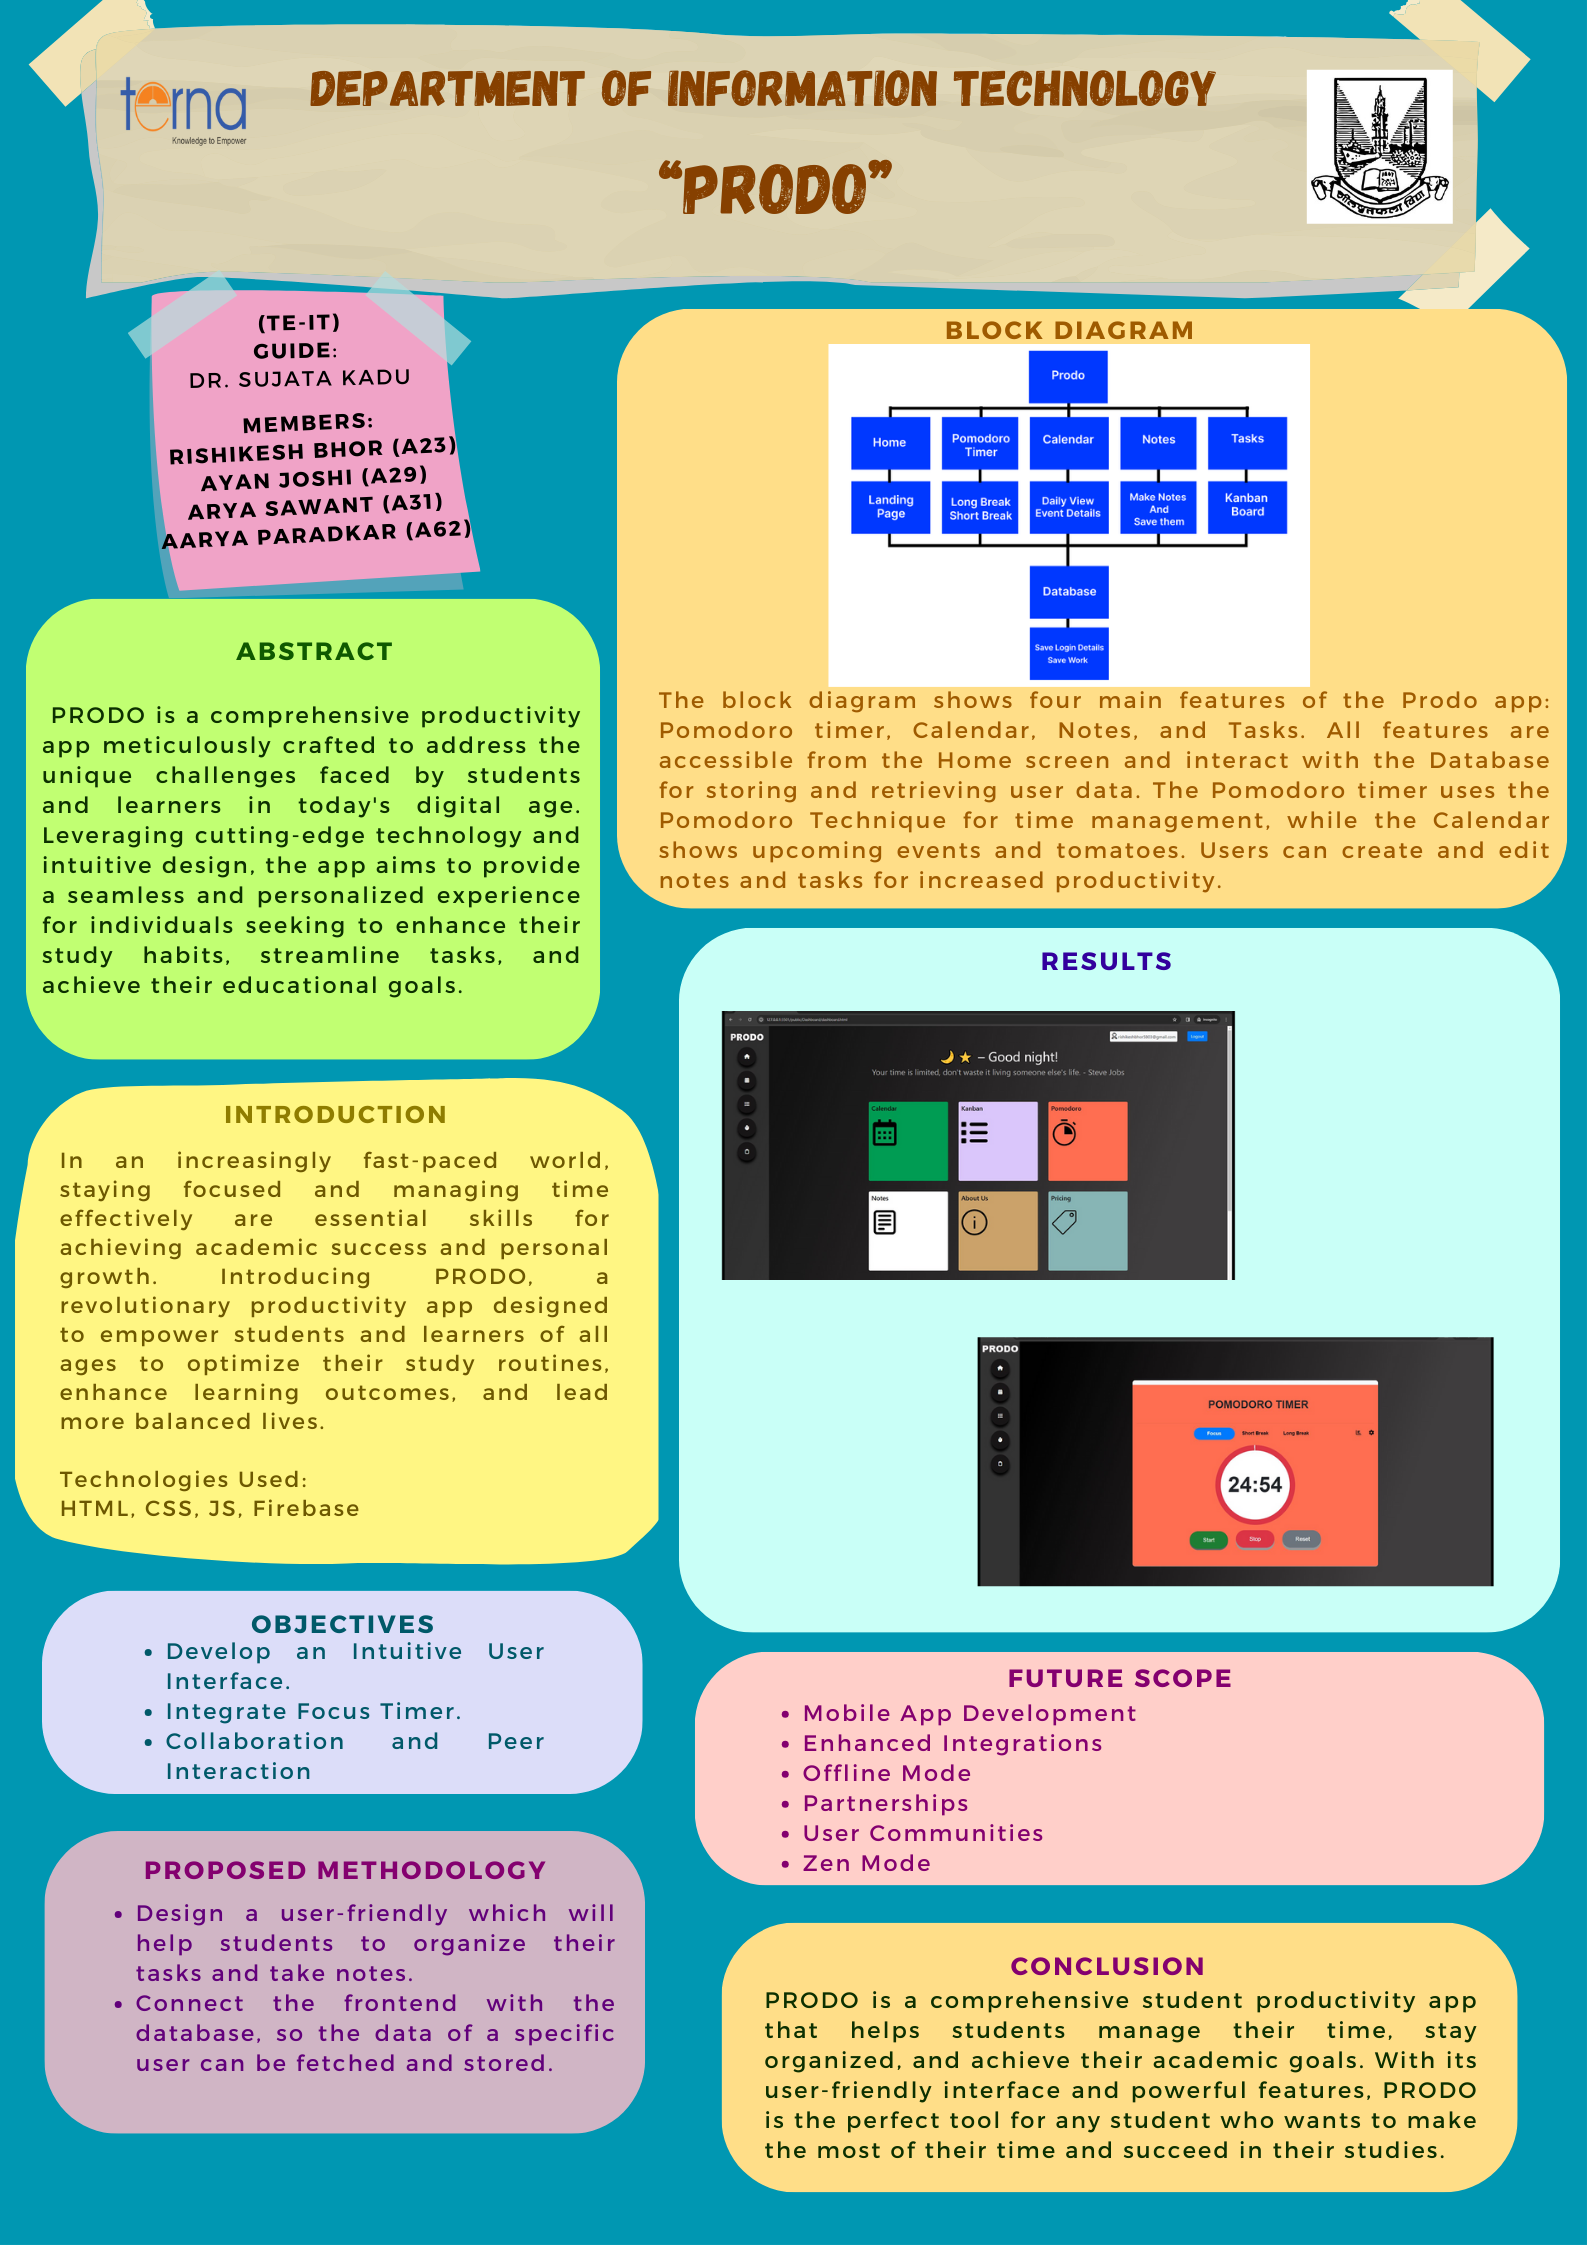 terna
Knowledge to Empower
DEPARTMENT OF INFORMATION TECHNOLOGY
“PRODO”
शीलवृतफला विद्या
(TE-IT)
GUIDE:
DR. SUJATA KADU
MEMBERS:
RISHIKESH BHOR (A23)
AYAN JOSHI (A29)
ARYA SAWANT (A31)
AARYA PARADKAR (A62)
ABSTRACT
PRODO is a comprehensive productivity
app meticulously crafted to address the
unique challenges faced by students
and learners in today's digital age.
Leveraging cutting-edge technology and
intuitive design, the app aims to provide
a seamless and personalized experience
for individuals seeking to enhance their
study habits, streamline tasks, and
achieve their educational goals.
INTRODUCTION
In an increasingly fast-paced world,
staying focused and managing time
effectively are essential skills for
achieving academic success and personal
growth. Introducing PRODO, a
revolutionary productivity app designed
to empower students and learners of all
ages to optimize their study routines,
enhance learning outcomes, and lead
more balanced lives.
Technologies Used:
HTML, CSS, JS, Firebase
OBJECTIVES
• Develop an Intuitive User
Interface.
• Integrate Focus Timer.
• Collaboration and Peer
Interaction
PROPOSED METHODOLOGY
• Design a user-friendly which will
help students to organize their
tasks and take notes.
• Connect the frontend with the
database, so the data of a specific
user can be fetched and stored.
BLOCK DIAGRAM
Prodo
Home
Pomodoro
Timer
Calendar
Notes
Tasks
Landing
Page
Long Break
Short Break
Daily View
Event Details
Make Notes
And
Save them
Kanban
Board
Database
Save Login Details
Save Work
The block diagram shows four main features of the Prodo app:
Pomodoro timer, Calendar, Notes, and Tasks. All features are
accessible from the Home screen and interact with the Database
for storing and retrieving user data. The Pomodoro timer uses the
Pomodoro Technique for time management, while the Calendar
shows upcoming events and tomatoes. Users can create and edit
notes and tasks for increased productivity.
RESULTS
Incognito
PRODO
Logout
– Good night!
Your time is limited, don't waste it living someone else's life. - Steve Jobs
Calendar
Kanban
Pomodoro
Notes
About Us
Pricing
PRODO
POMODORO TIMER
Focus
Short Break
Long Break
24:54
Start
Stop
Reset
FUTURE SCOPE
• Mobile App Development
• Enhanced Integrations
• Offline Mode
• Partnerships
• User Communities
• Zen Mode
CONCLUSION
PRODO is a comprehensive student productivity app
that helps students manage their time, stay
organized, and achieve their academic goals. With its
user-friendly interface and powerful features, PRODO
is the perfect tool for any student who wants to make
the most of their time and succeed in their studies.